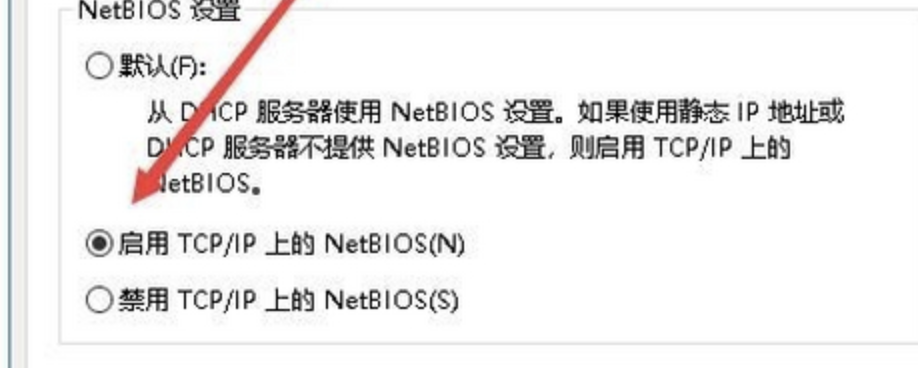 NetBIOS 设置
默认(F):
从 DHCP 服务器使用 NetBIOS 设置。如果使用静态 IP 地址或
DHCP 服务器不提供 NetBIOS 设置，则启用 TCP/IP 上的
NetBIOS。
启用 TCP/IP 上的 NetBIOS(N)
禁用 TCP/IP 上的 NetBIOS(S)